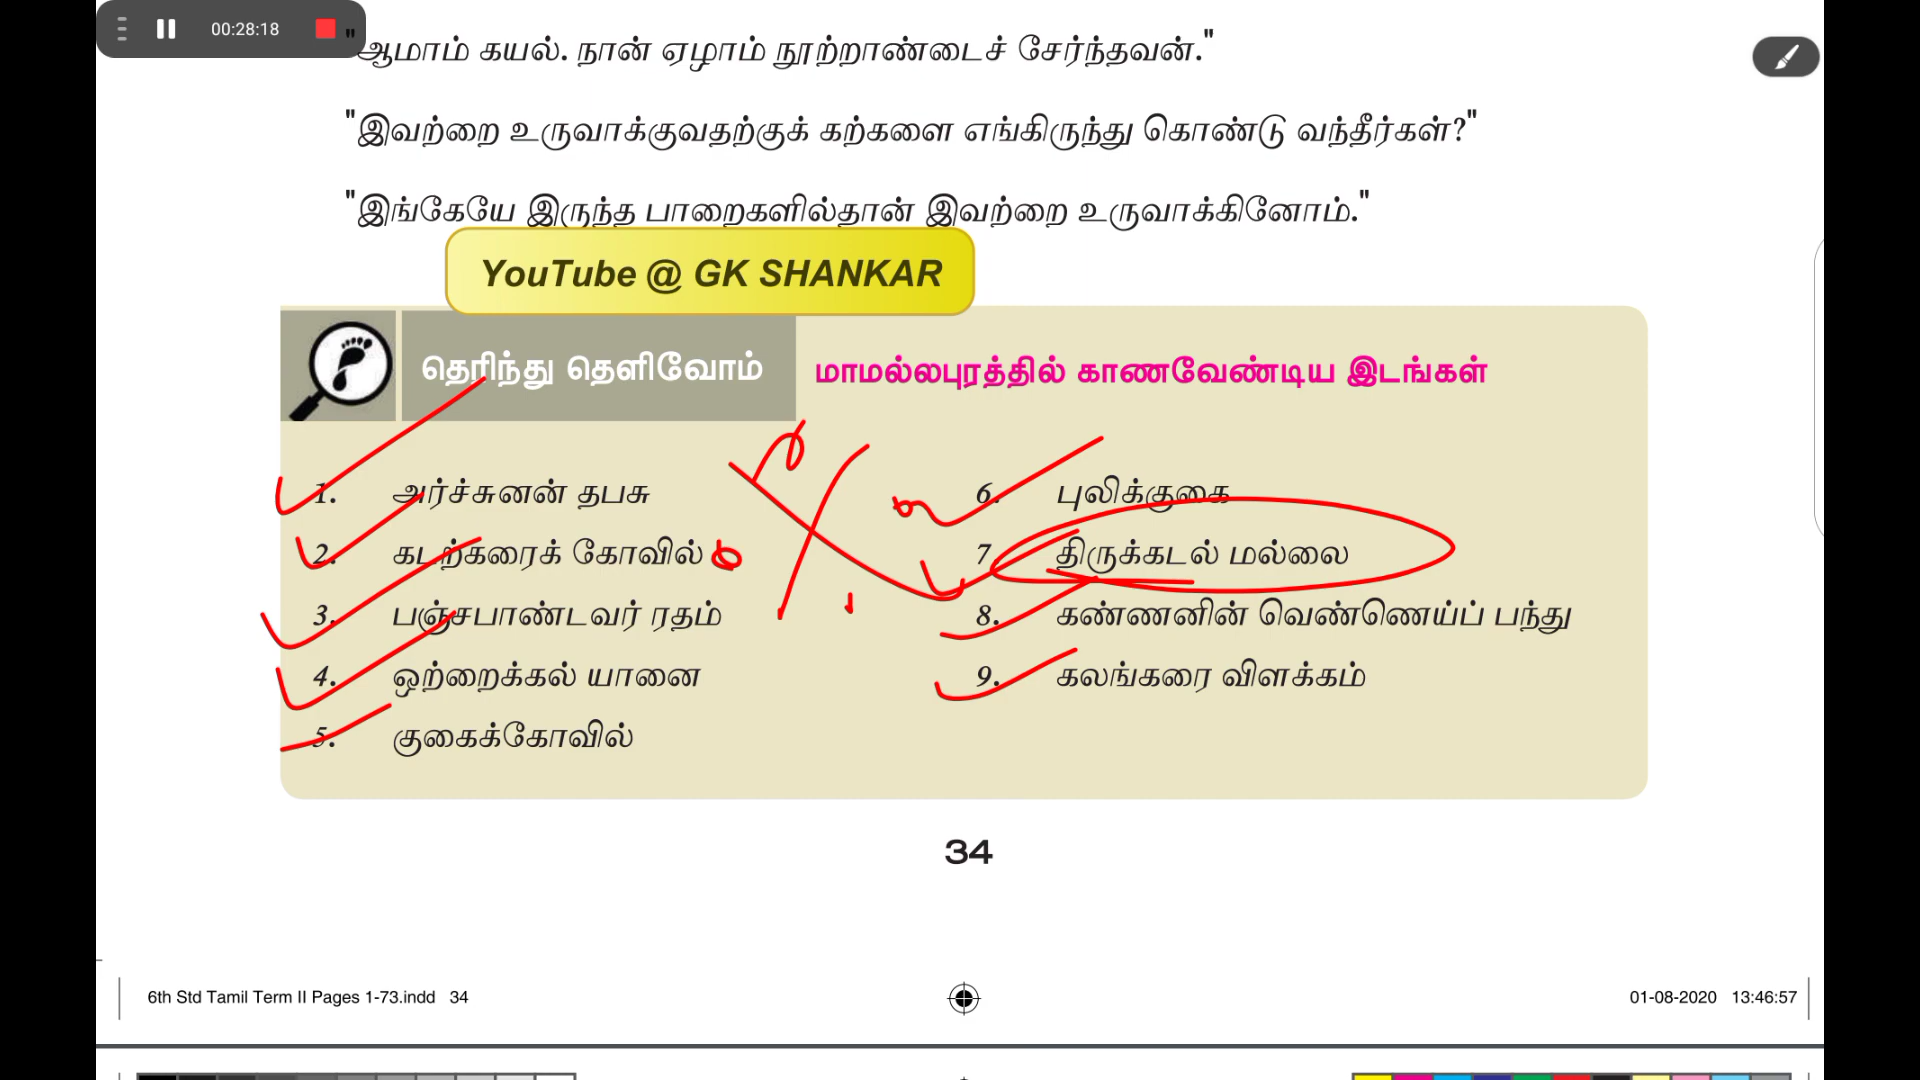 00:28:18
"ஆமாம் கயல். நான் ஏழாம் நூற்றாண்டைச் சேர்ந்தவன்."
"இவற்றை உருவாக்குவதற்குக் கற்களை எங்கிருந்து கொண்டு வந்தீர்கள்?"
"இங்கேயே இருந்த பாறைகளில்தான் இவற்றை உருவாக்கினோம்."
YouTube @ GK SHANKAR
தெரிந்து தெளிவோம்
மாமல்லபுரத்தில் காணவேண்டிய இடங்கள்
1. அர்ச்சுனன் தபசு
2. கடற்கரைக் கோவில்
3. பஞ்சபாண்டவர் ரதம்
4. ஒற்றைக்கல் யானை
5. குகைக்கோவில்
6. புலிக்குகை
7 திருக்கடல் மல்லை
8. கண்ணனின் வெண்ணெய்ப் பந்து
9. கலங்கரை விளக்கம்
34
6th Std Tamil Term II Pages 1-73.indd 34
01-08-2020 13:46:57